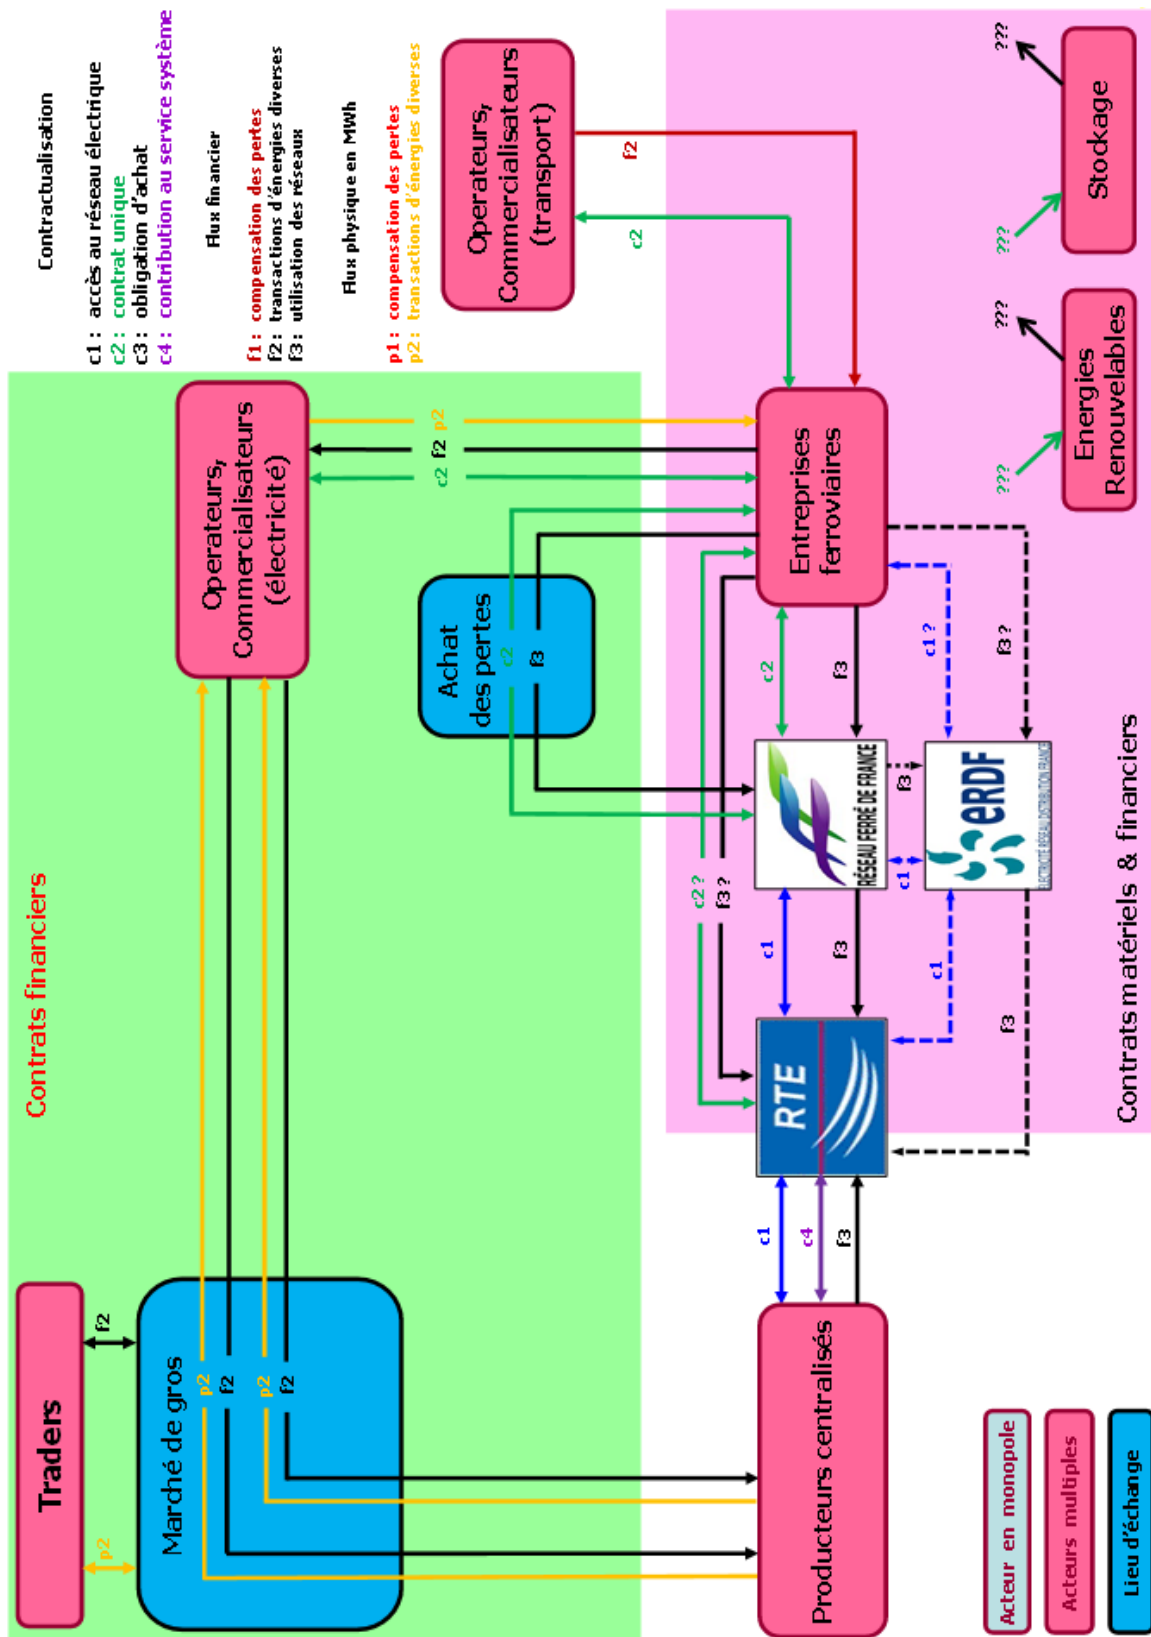 Contrats financiers
Traders
p2
f2
Marché de gros
p2
f2
p2
f2
Operateurs,
Commercialisateurs
(électricité)
Contractualisation
c1 : accès au réseau électrique
c2 : contrat unique
c3 : obligation d’achat
c4 : contribution au service système
Flux financier
f1 : compensation des pertes
f2 : transactions d’énergies diverses
f3 : utilisation des réseaux
Flux physique en MWh
p1 : compensation des pertes
p2 : transactions d’énergies diverses
Achat
des pertes
c2
f3
c2
f2
p2
Operateurs,
Commercialisateurs
(transport)
c2
f2
c2 ?
f3 ?
Producteurs centralisés
c1
c4
f3
RTE
c1
f3
RÉSEAU FERRÉ DE FRANCE
c2
f3
Entreprises
ferroviaires
c1
f3
eRDF
ELECTRICITÉ RÉSEAU DISTRIBUTION FRANCE
c1
f3
c1 ?
f3 ?
???
???
Energies
Renouvelables
???
???
Stockage
Contrats matériels & financiers
Acteur en monopole
Acteurs multiples
Lieu d’échange